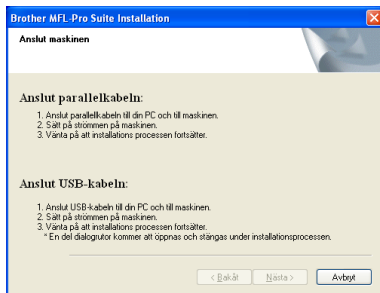 Brother MFL-Pro Suite Installation
Anslut maskinen
Anslut parallelkabeln:
1. Anslut parallellkabeln till din PC och till maskinen.
2. Sätt på strömmen på maskinen.
3. Vänta på att installations processen fortsätter.
Anslut USB-kabeln:
1. Anslut USB-kabeln till din PC och till maskinen.
2. Sätt på strömmen på maskinen.
3. Vänta på att installations processen fortsätter.
* En del dialogrutor kommer att öppnas och stängas under installationsprocessen.
< Bakåt Nästa > Avbryt